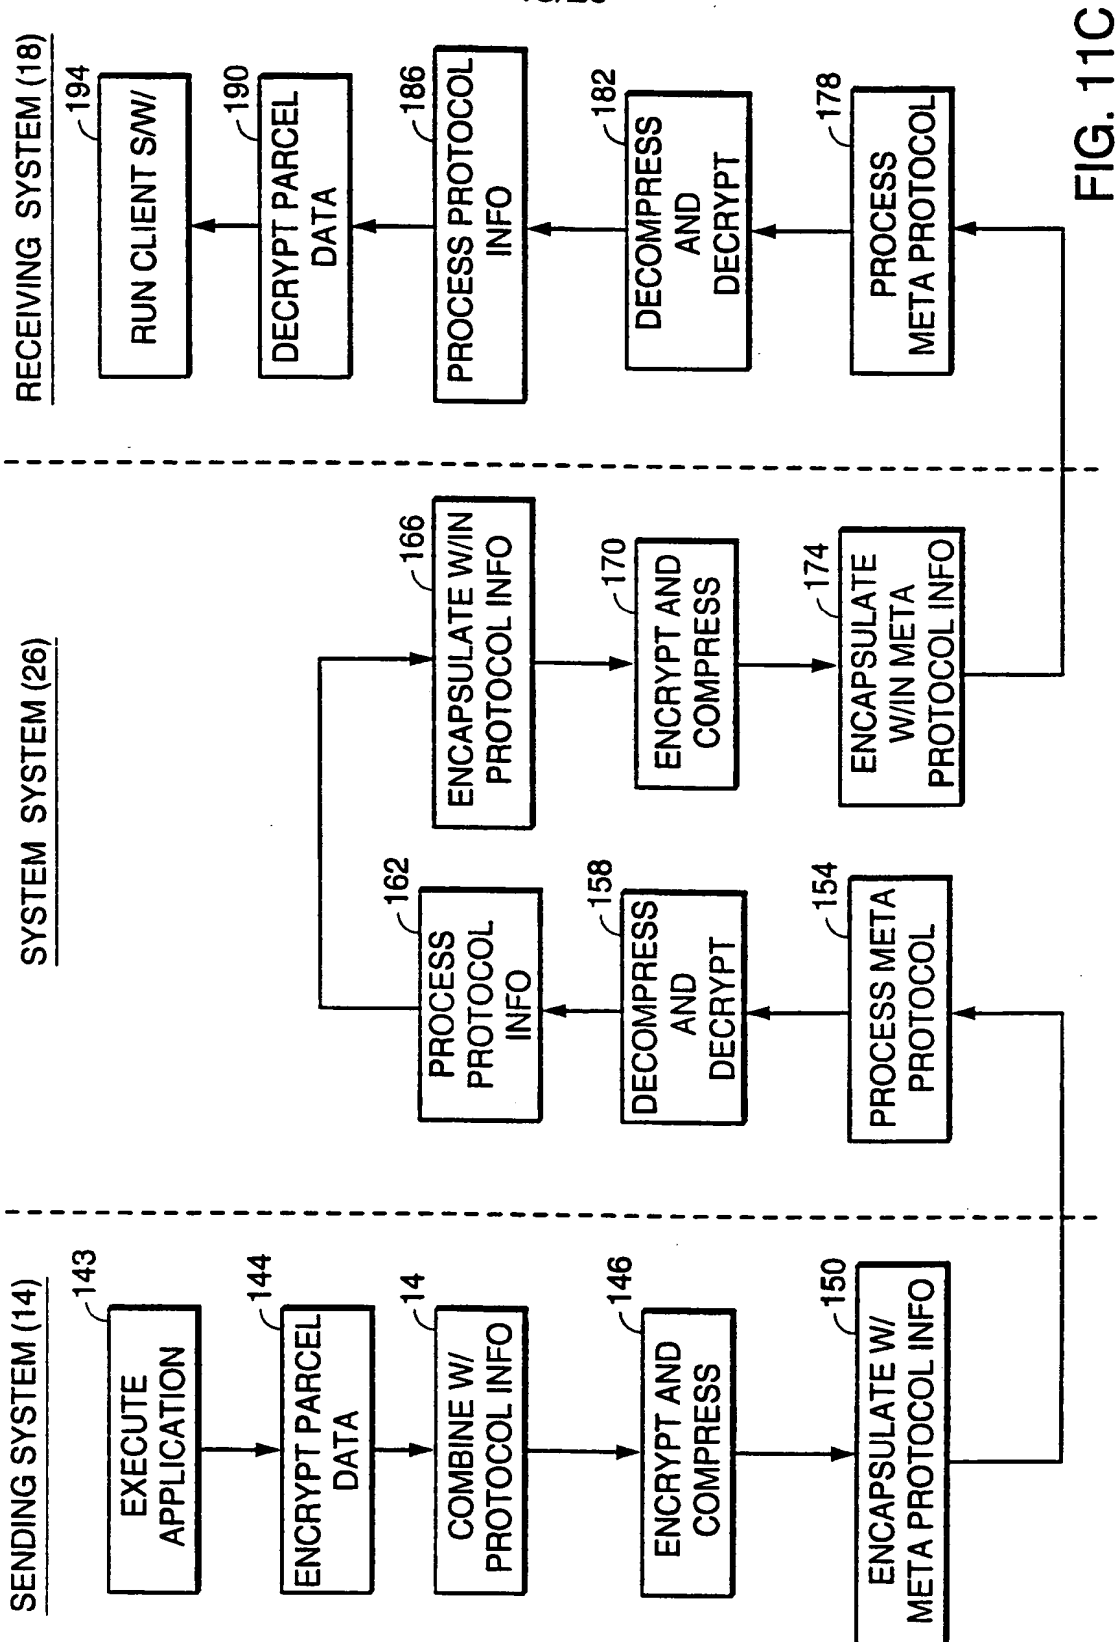 SENDING SYSTEM (14)
143
EXECUTE
APPLICATION
144
ENCRYPT PARCEL
DATA
14
COMBINE W/
PROTOCOL INFO
146
ENCRYPT AND
COMPRESS
150
ENCAPSULATE W/
META PROTOCOL INFO
SYSTEM SYSTEM (26)
162
PROCESS
PROTOCOL
INFO
158
DECOMPRESS
AND
DECRYPT
154
PROCESS META
PROTOCOL
166
ENCAPSULATE W/IN
PROTOCOL INFO
170
ENCRYPT AND
COMPRESS
174
ENCAPSULATE
W/IN META
PROTOCOL INFO
RECEIVING SYSTEM (18)
194
RUN CLIENT S/W/
190
DECRYPT PARCEL
DATA
186
PROCESS PROTOCOL
INFO
182
DECOMPRESS
AND
DECRYPT
178
PROCESS
META PROTOCOL
FIG. 11C